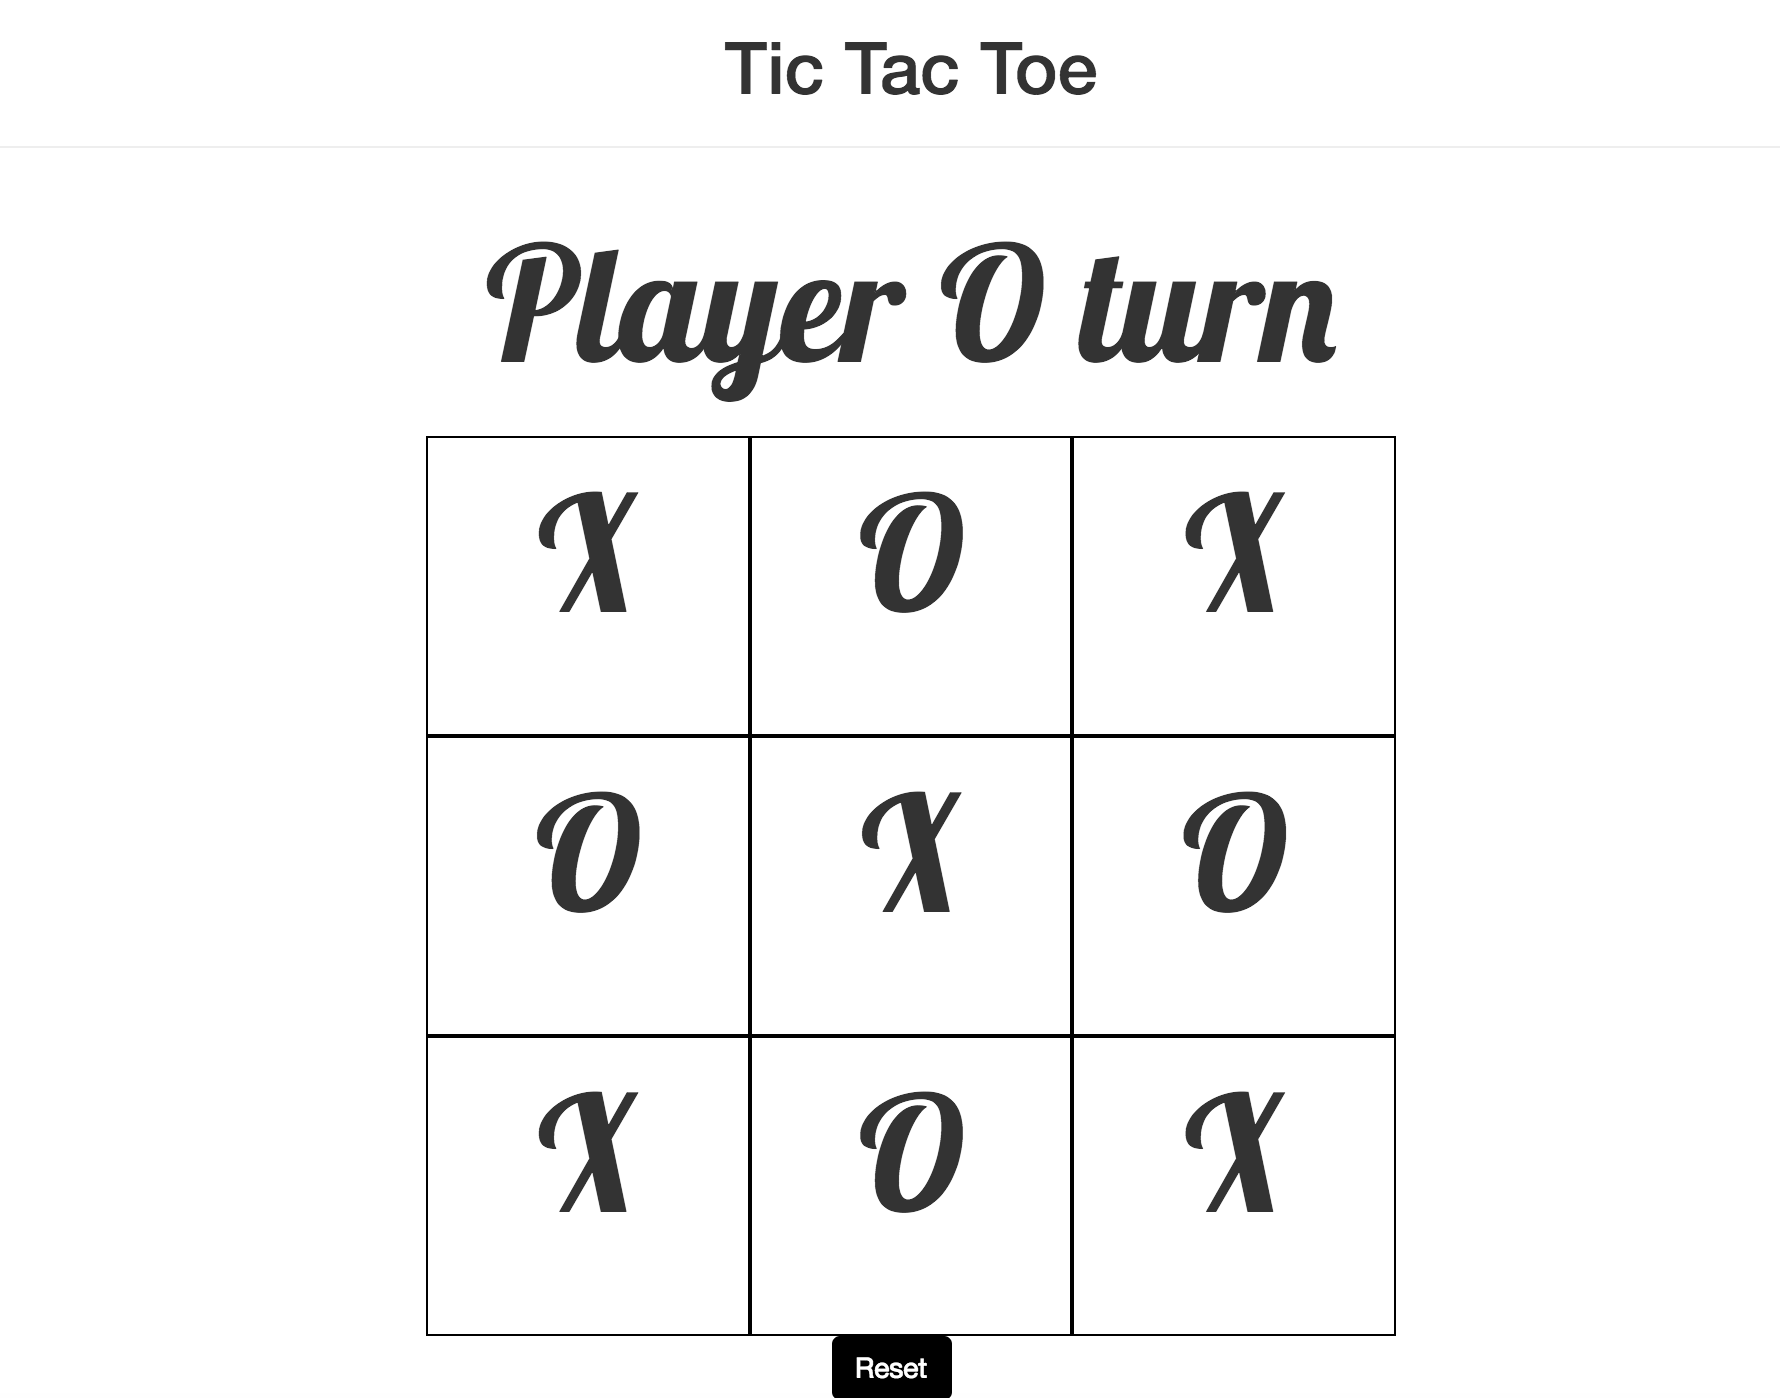 Tic Tac Toe
Player O turn
X O X
O X O
X O X
Reset